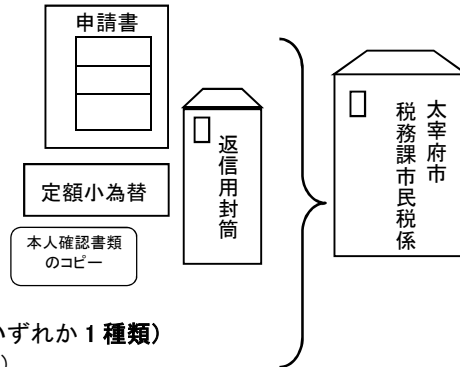 申請書
定額小為替
本人確認書類
のコピー
返信用封筒
太宰府市
税務課市民税係
いずれか 1 種類）
）